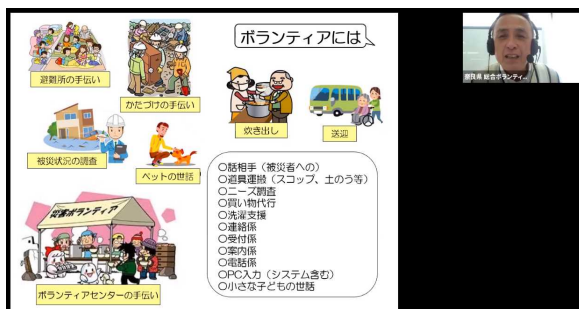 ボランティアには
避難所の手伝い
かたづけの手伝い
炊き出し
送迎
被災状況の調査
ペットの世話
災害ボランティア
ボランティアセンターの手伝い
○話相手（被災者への）
○道具運搬（スコップ、土のう等）
○ニーズ調査
○買い物代行
○洗濯支援
○連絡係
○受付係
○案内係
○電話係
○PC入力（システム含む）
○小さな子どもの世話
奈良県 総合ボランティ...